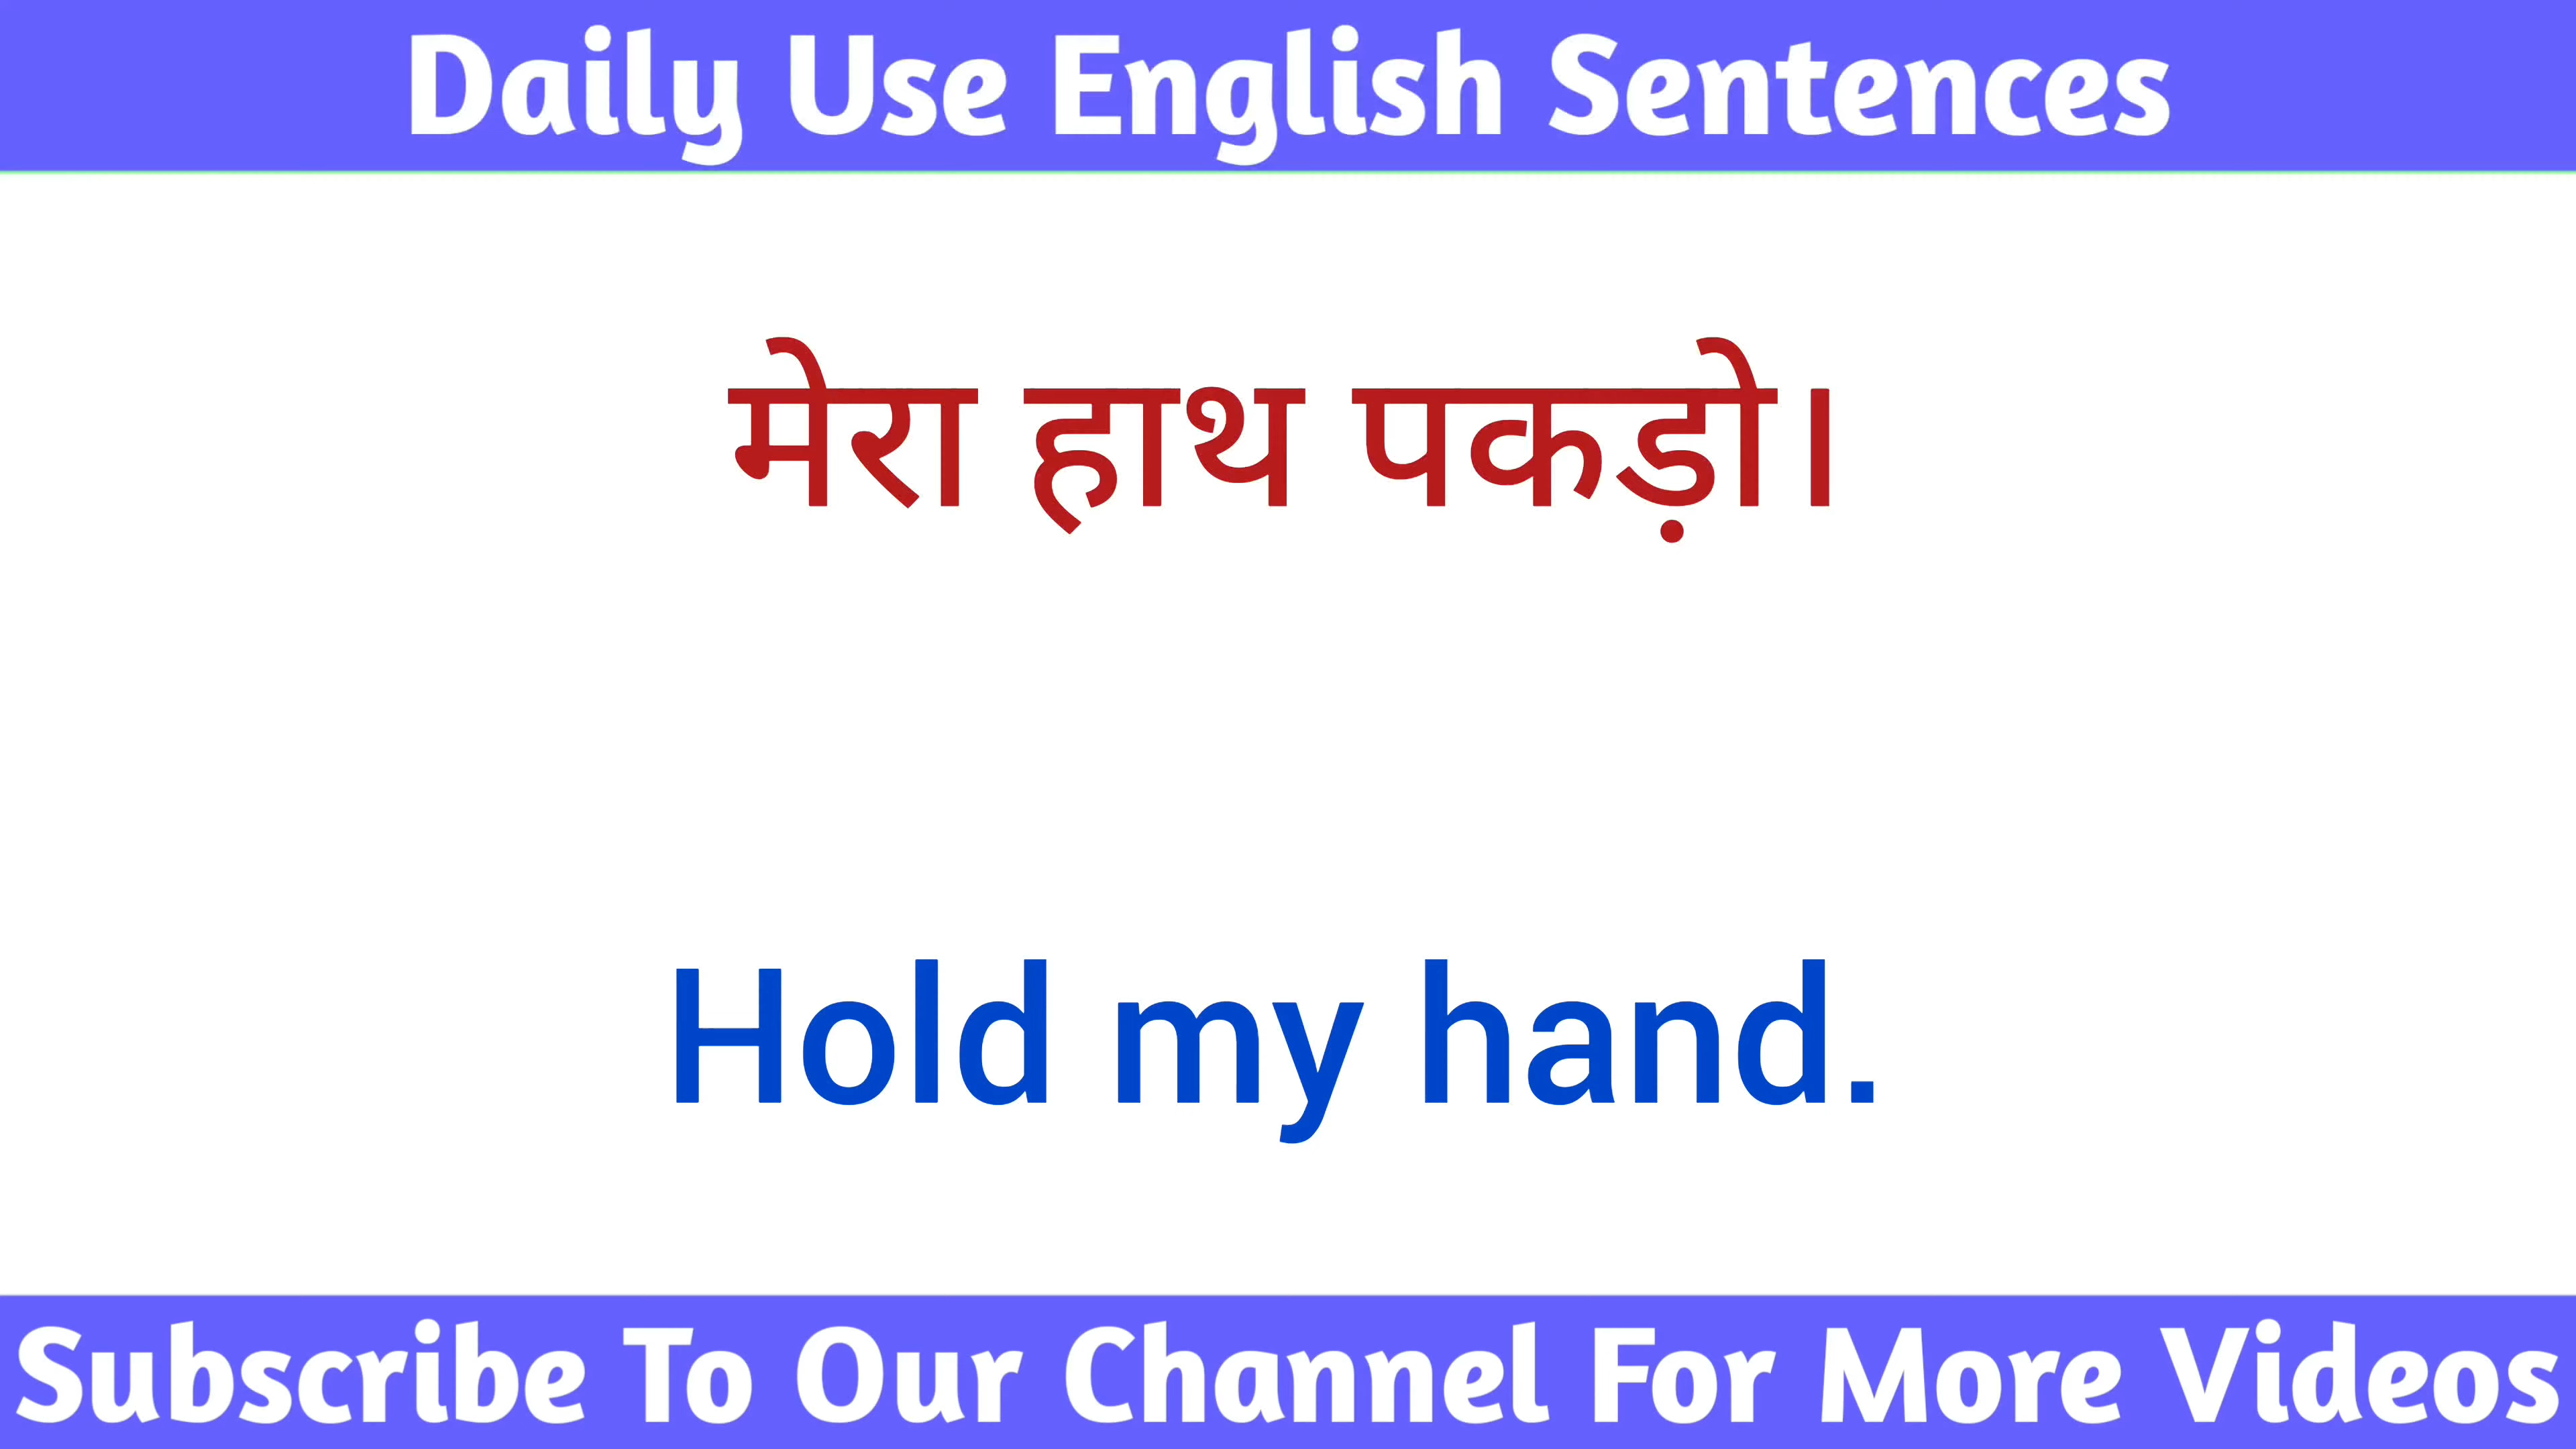 Daily Use English Sentences
मेरा हाथ पकड़ो।
Hold my hand.
Subscribe To Our Channel For More Videos